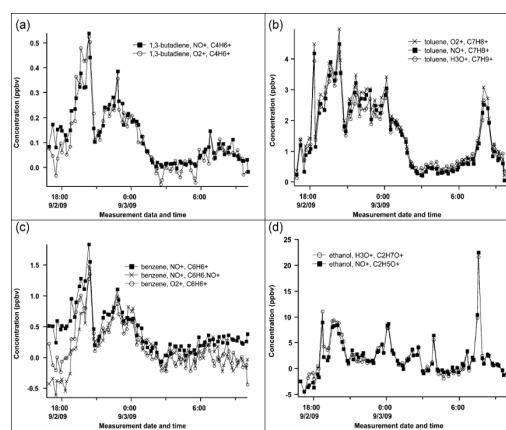 (a)
0.5
0.4
0.3
0.2
0.1
0.0
Concentration (ppbv)
1,3-butadiene, NO+, C4H6+
1,3-butadiene, O2+, C4H6+
18:00
9/2/09
0:00
9/3/09
6:00
Measurement data and time
(b)
5
4
3
2
1
0
Concentration (ppbv)
toluene, O2+, C7H8+
toluene, NO+, C7H8+
toluene, H3O+, C7H9+
18:00
9/2/09
0:00
9/3/09
6:00
Measurement date and time
(c)
1.5
1.0
0.5
0.0
-0.5
Concentration (ppbv)
benzene, NO+, C6H6+
benzene, NO+, C6H6.NO+
benzene, O2+, C6H6+
18:00
9/2/09
0:00
9/3/09
6:00
Measurement date and time
(d)
25
20
15
10
5
0
-5
Concentration (ppbv)
ethanol, H3O+, C2H7O+
ethanol, NO+, C2H5O+
18:00
9/2/09
0:00
9/3/09
6:00
Measurement date and time